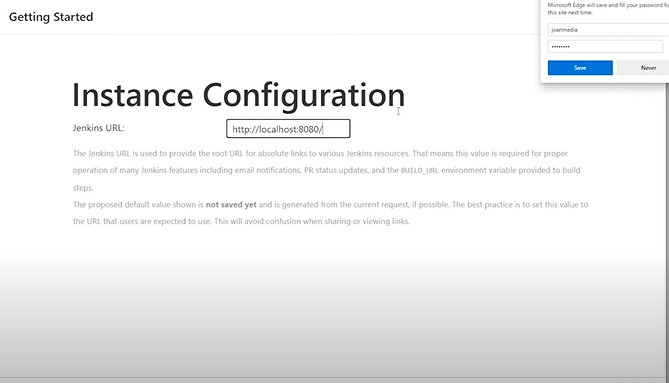 Getting Started
Microsoft Edge will save and fill your password for
this site next time.
joanmedia
••••••••
Save
Never
Instance Configuration
Jenkins URL:
http://localhost:8080/
The Jenkins URL is used to provide the root URL for absolute links to various Jenkins resources. That means this value is required for proper
operation of many Jenkins features including email notifications, PR status updates, and the BUILD_URL environment variable provided to build
steps.
The proposed default value shown is not saved yet and is generated from the current request, if possible. The best practice is to set this value to
the URL that users are expected to use. This will avoid confusion when sharing or viewing links.